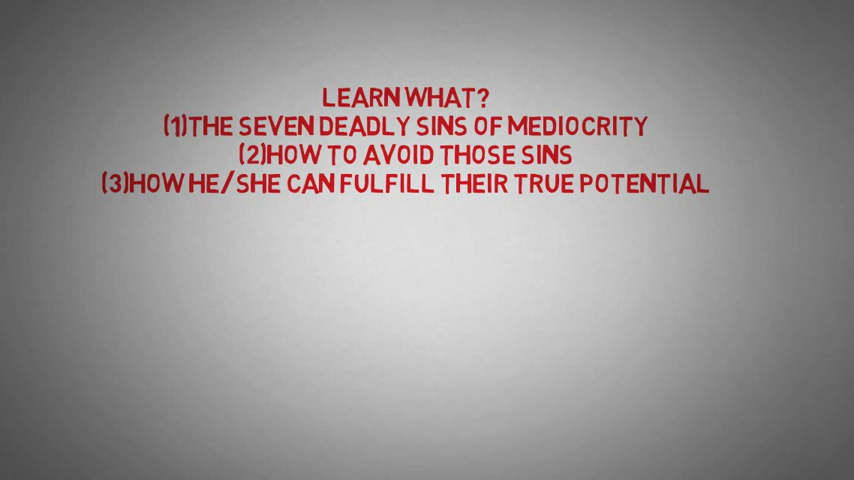 LEARN WHAT?
(1)THE SEVEN DEADLY SINS OF MEDIOCRITY
(2)HOW TO AVOID THOSE SINS
(3)HOW HE/SHE CAN FULFILL THEIR TRUE POTENTIAL